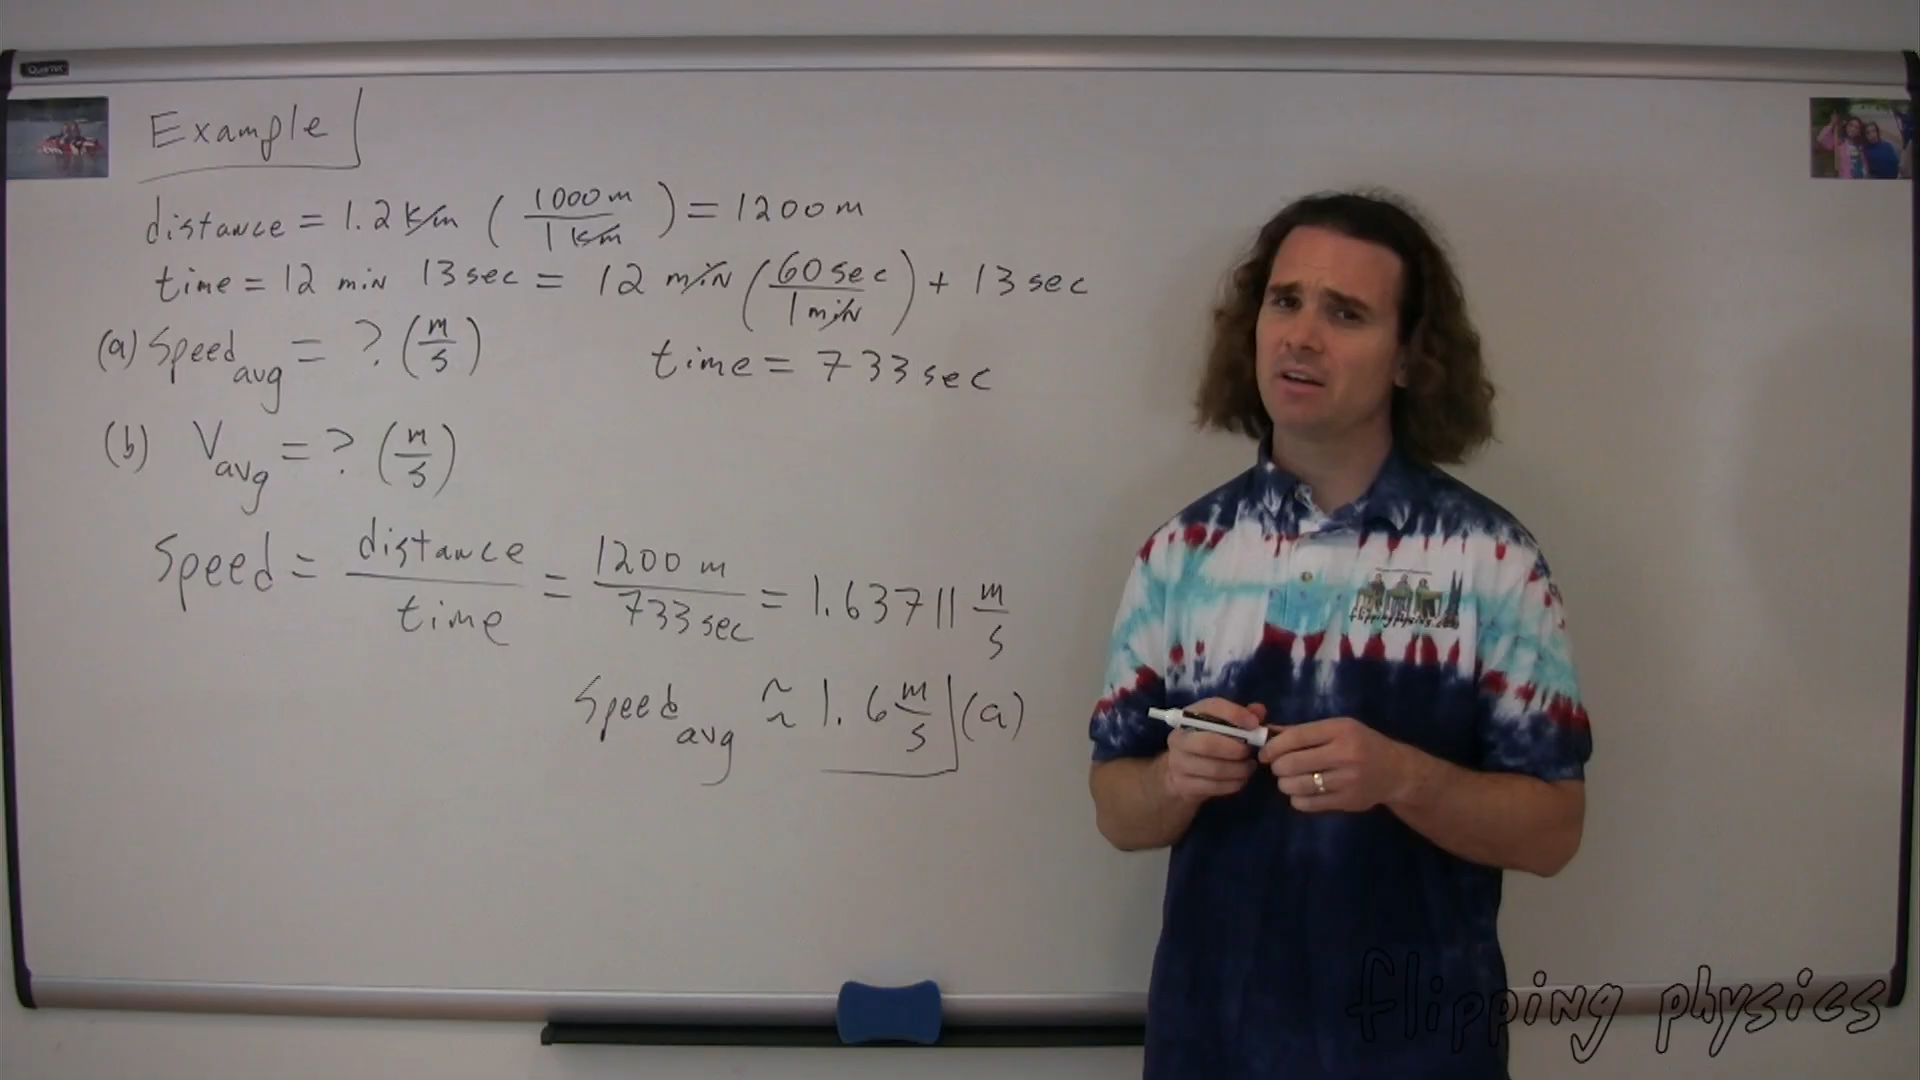 Quartet
Example
distance = 1.2 km ( 1000 m / 1 km ) = 1200 m
time = 12 min 13 sec = 12 min ( 60 sec / 1 min ) + 13 sec
(a) Speed avg = ? ( m / s )
time = 733 sec
(b) V avg = ? ( m / s )
Speed = distance / time = 1200 m / 733 sec = 1.63711 m / s
Speed avg ≈ 1.6 m / s (a)
flippingphysics.com
flipping physics